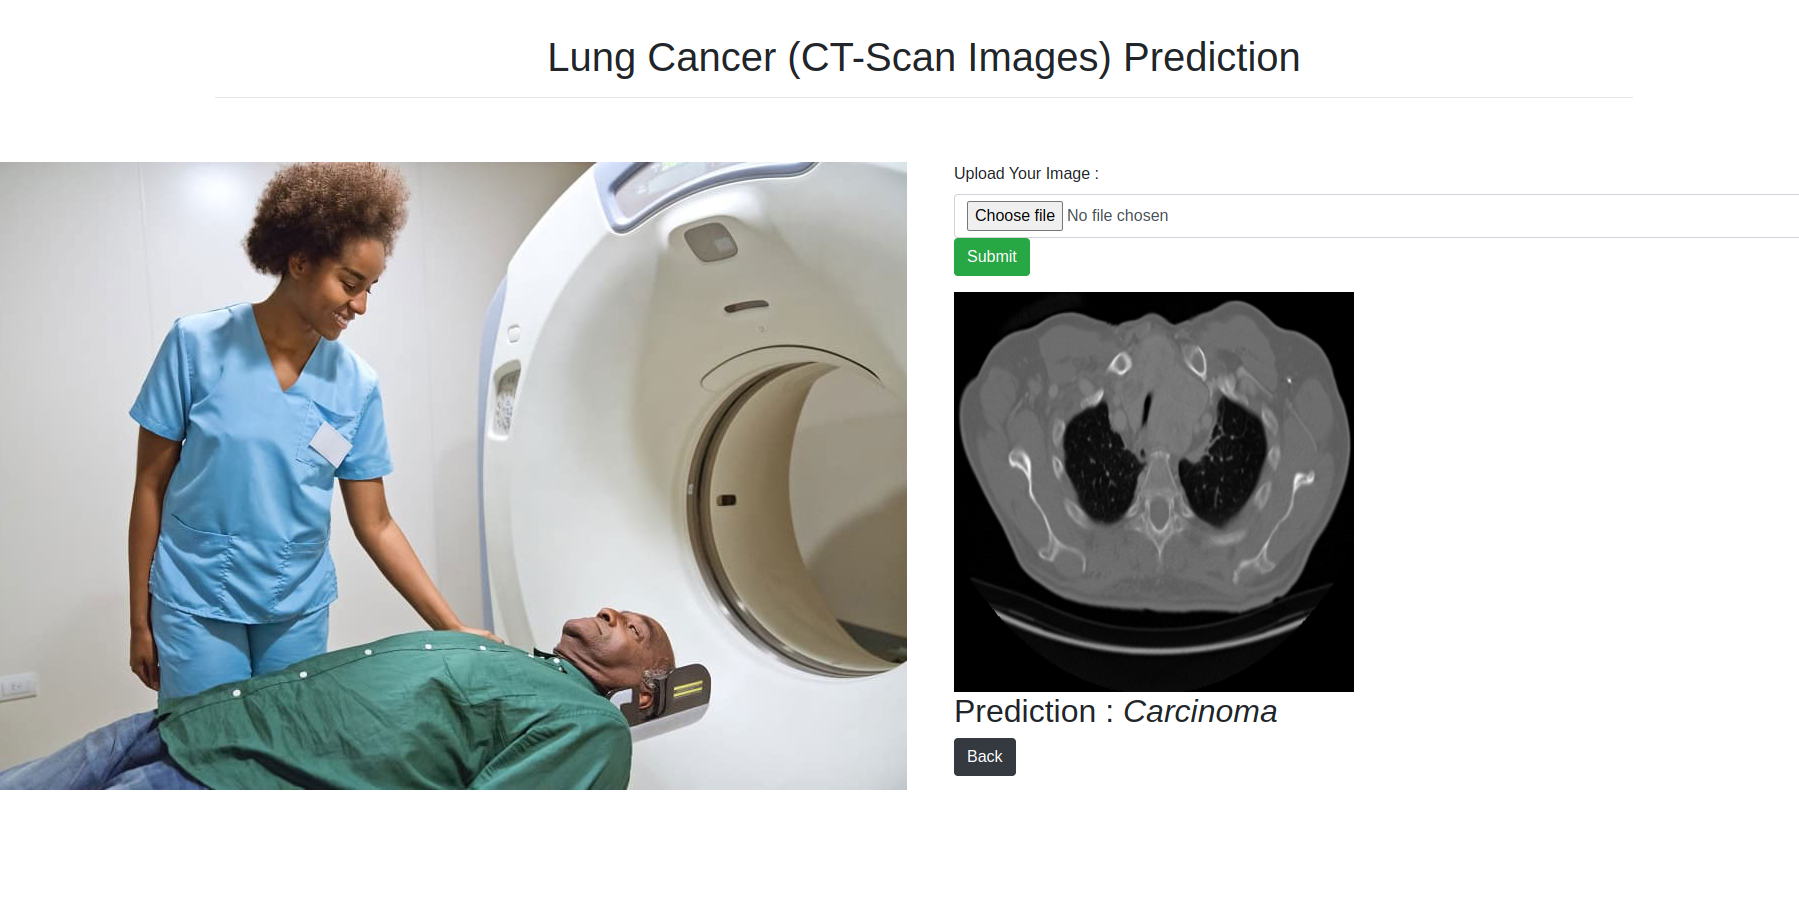 Lung Cancer (CT-Scan Images) Prediction
Upload Your Image :
Choose file No file chosen
Submit
Prediction : Carcinoma
Back